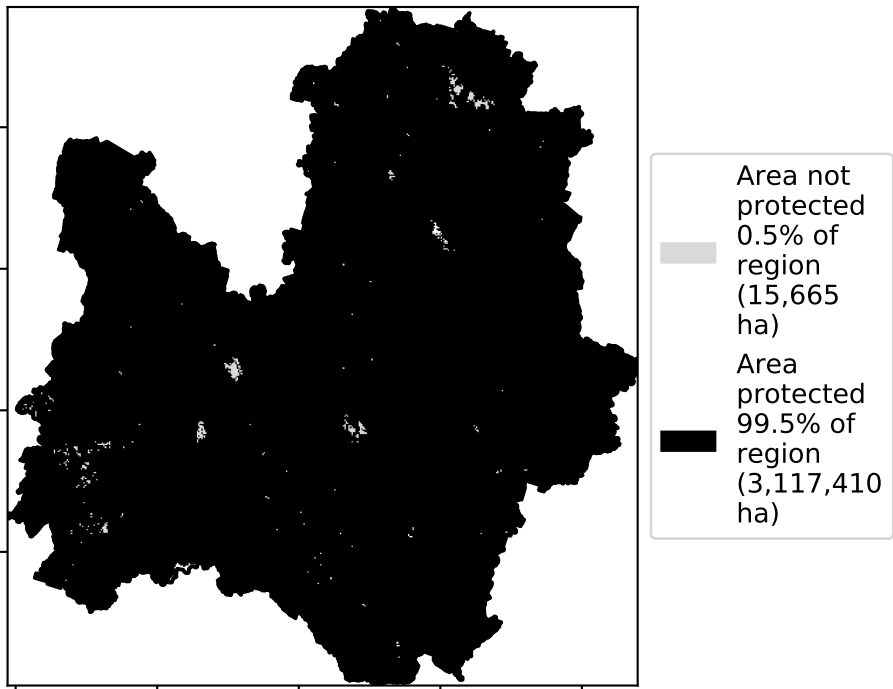 Area not
protected
0.5% of
region
(15,665
ha)
Area
protected
99.5% of
region
(3,117,410
ha)